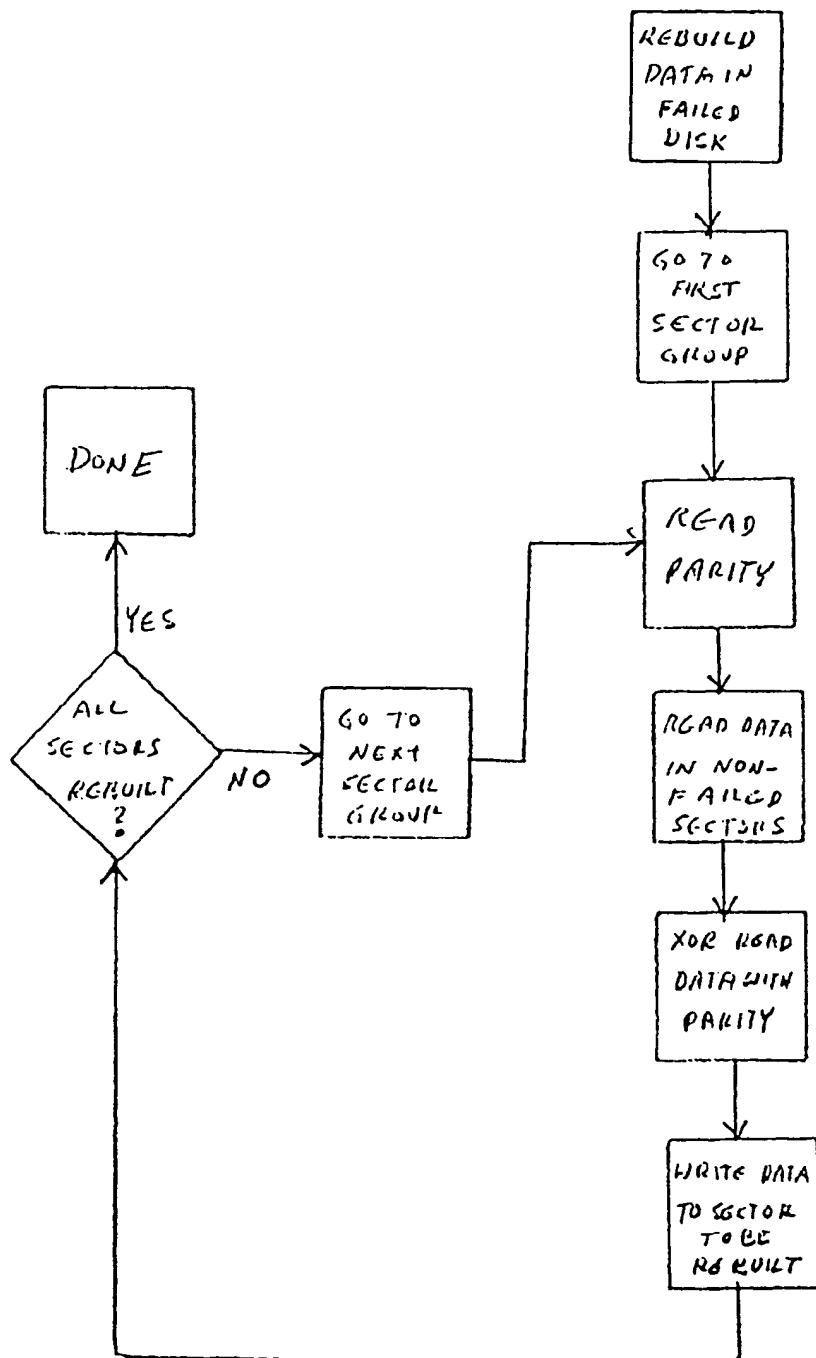 REBUILD
DATA IN
FAILED
DISK
GO TO
FIRST
SECTOR
GROUP
READ
PARITY
READ DATA
IN NON-
FAILED
SECTORS
XOR READ
DATA WITH
PARITY
WRITE DATA
TO SECTOR
TO BE
REBUILT
ALL
SECTORS
REBUILT
?
YES
DONE
NO
GO TO
NEXT
SECTOR
GROUP